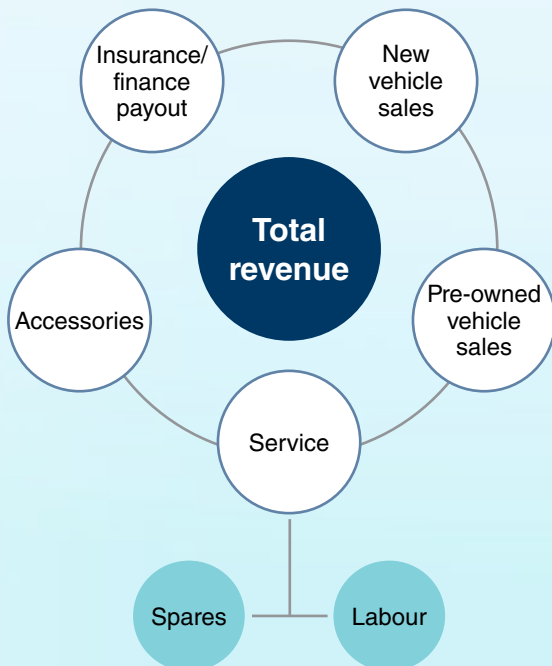 Insurance/
finance
payout
New
vehicle
sales
Total
revenue
Accessories
Pre-owned
vehicle
sales
Service
Spares
Labour